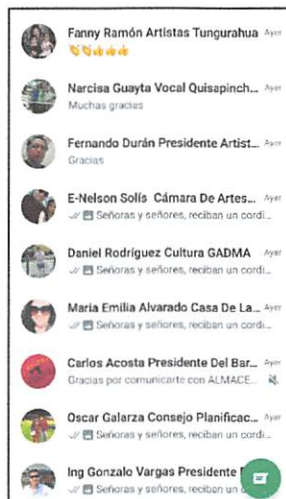 Fanny Ramón Artistas Tungurahua Ayer
Narcisa Guayta Vocal Quisapinch... Ayer
Muchas gracias
Fernando Durán Presidente Artist... Ayer
Gracias
E-Nelson Solís Cámara De Artes... Ayer
Señoras y señores, reciban un cordi...
Daniel Rodríguez Cultura GADMA Ayer
Señoras y señores, reciban un cordi...
Maria Emilia Alvarado Casa De La... Ayer
Señoras y señores, reciban un cordi...
Carlos Acosta Presidente Del Bar... Ayer
Gracias por comunicarte con ALMACE...
Oscar Galarza Consejo Planificac... Ayer
Señoras y señores, reciban un cordi...
Ing Gonzalo Vargas Presidente
Señoras y señores, reciban un c